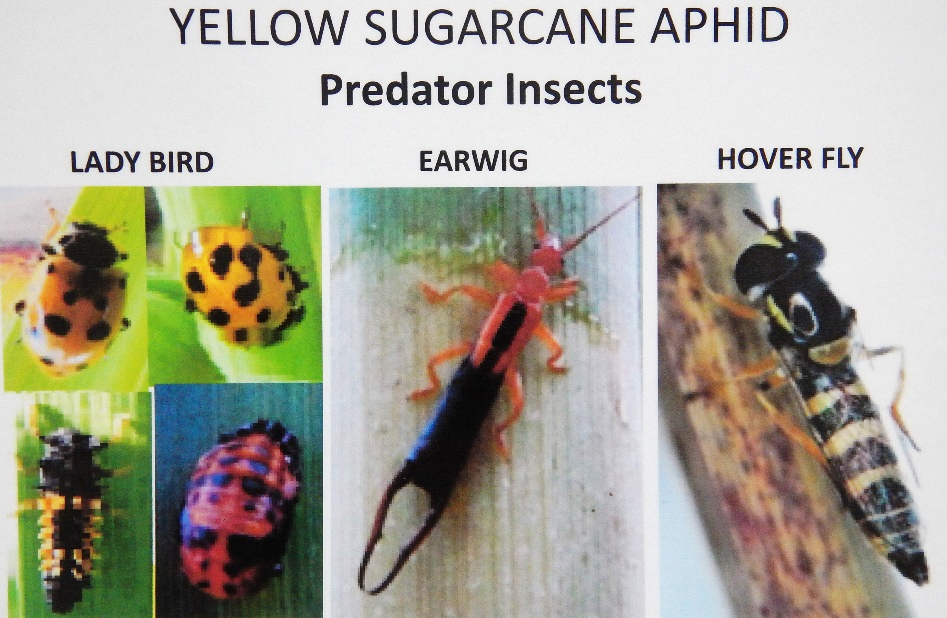 YELLOW SUGARCANE APHID
Predator Insects
LADY BIRD
EARWIG
HOVER FLY